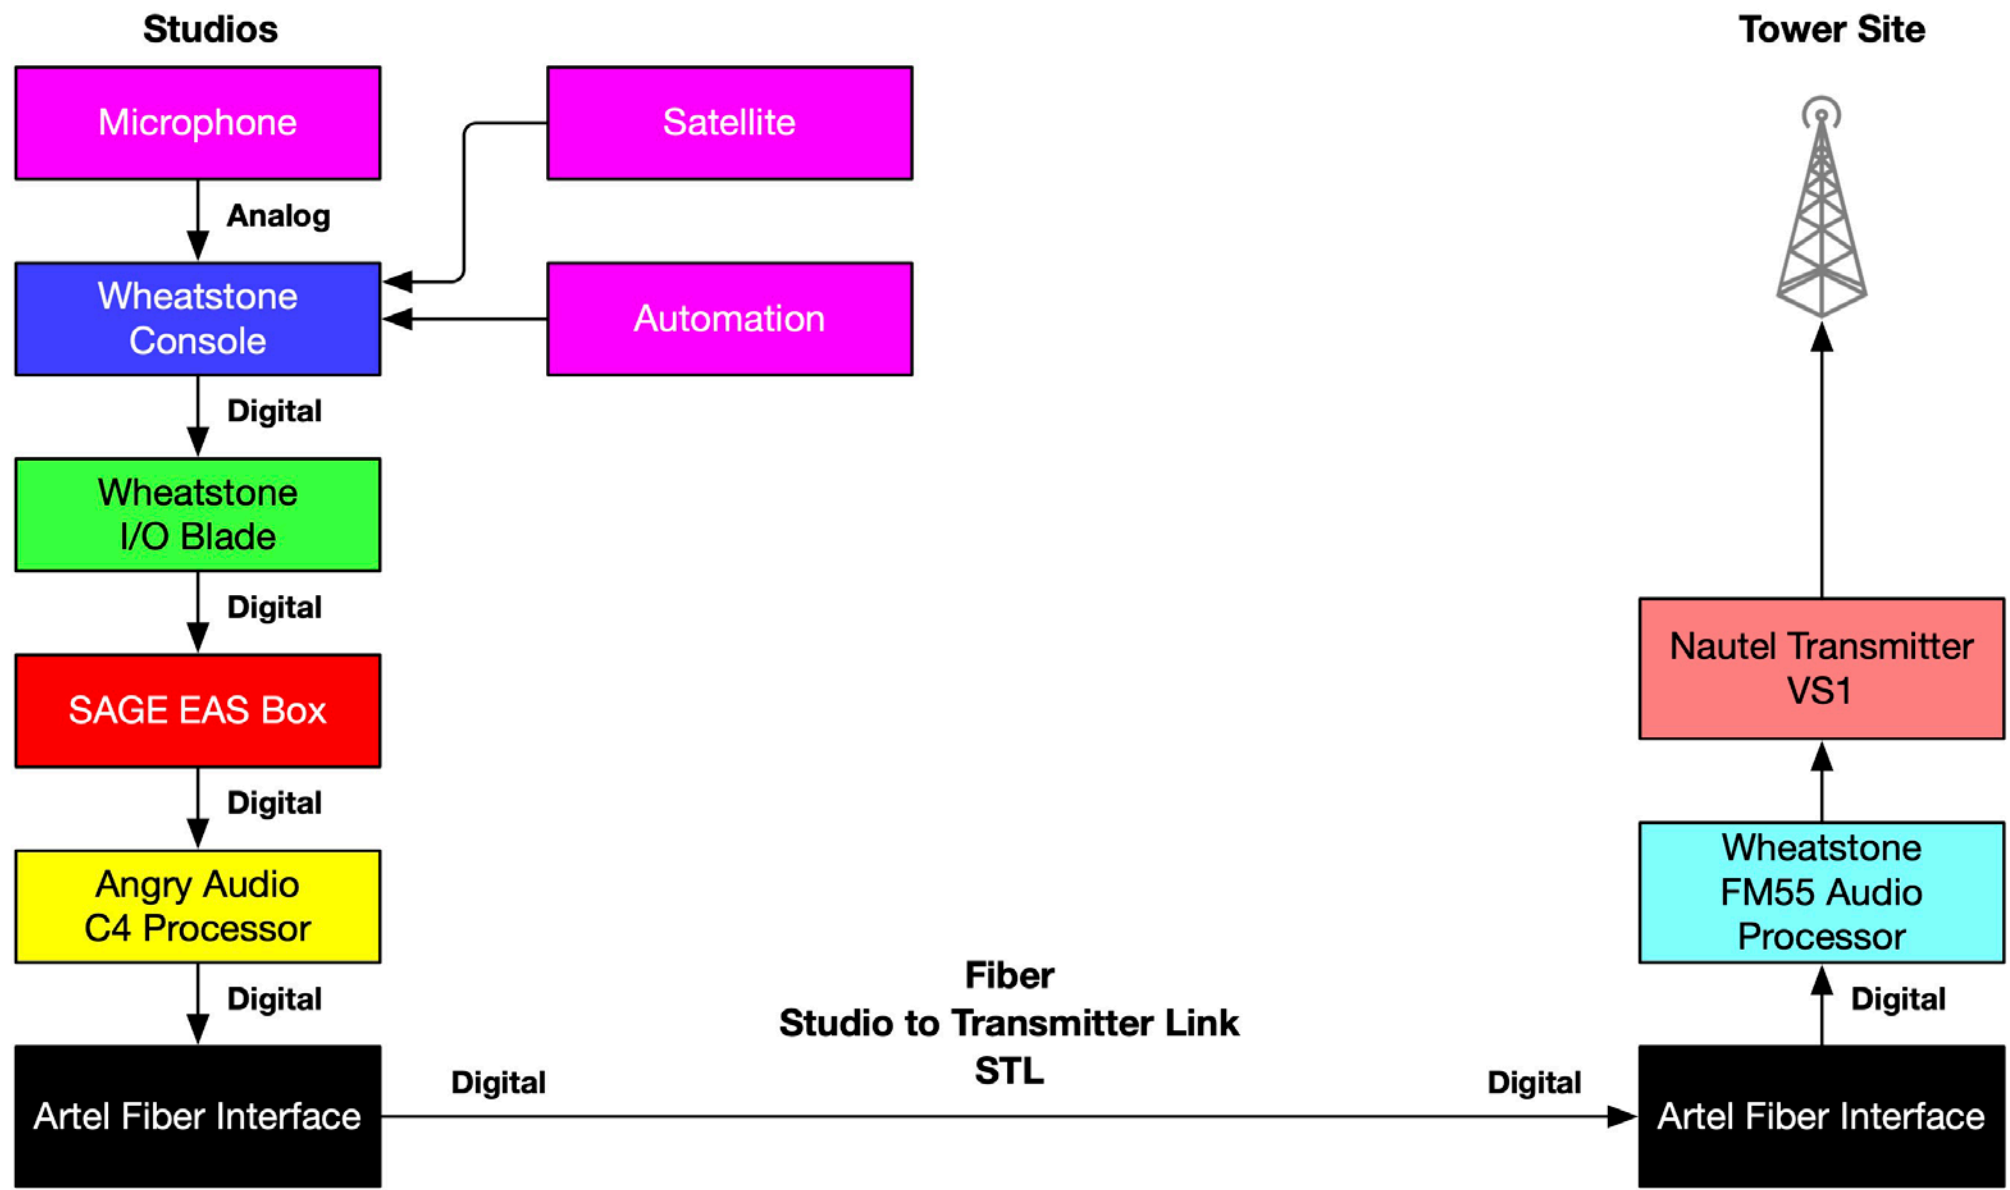 Studios
Tower Site
Microphone
Satellite
Analog
Wheatstone
Console
Automation
Digital
Wheatstone
I/O Blade
Digital
SAGE EAS Box
Digital
Angry Audio
C4 Processor
Digital
Artel Fiber Interface
Digital
Fiber
Studio to Transmitter Link
STL
Digital
Artel Fiber Interface
Digital
Wheatstone
FM55 Audio
Processor
Nautel Transmitter
VS1